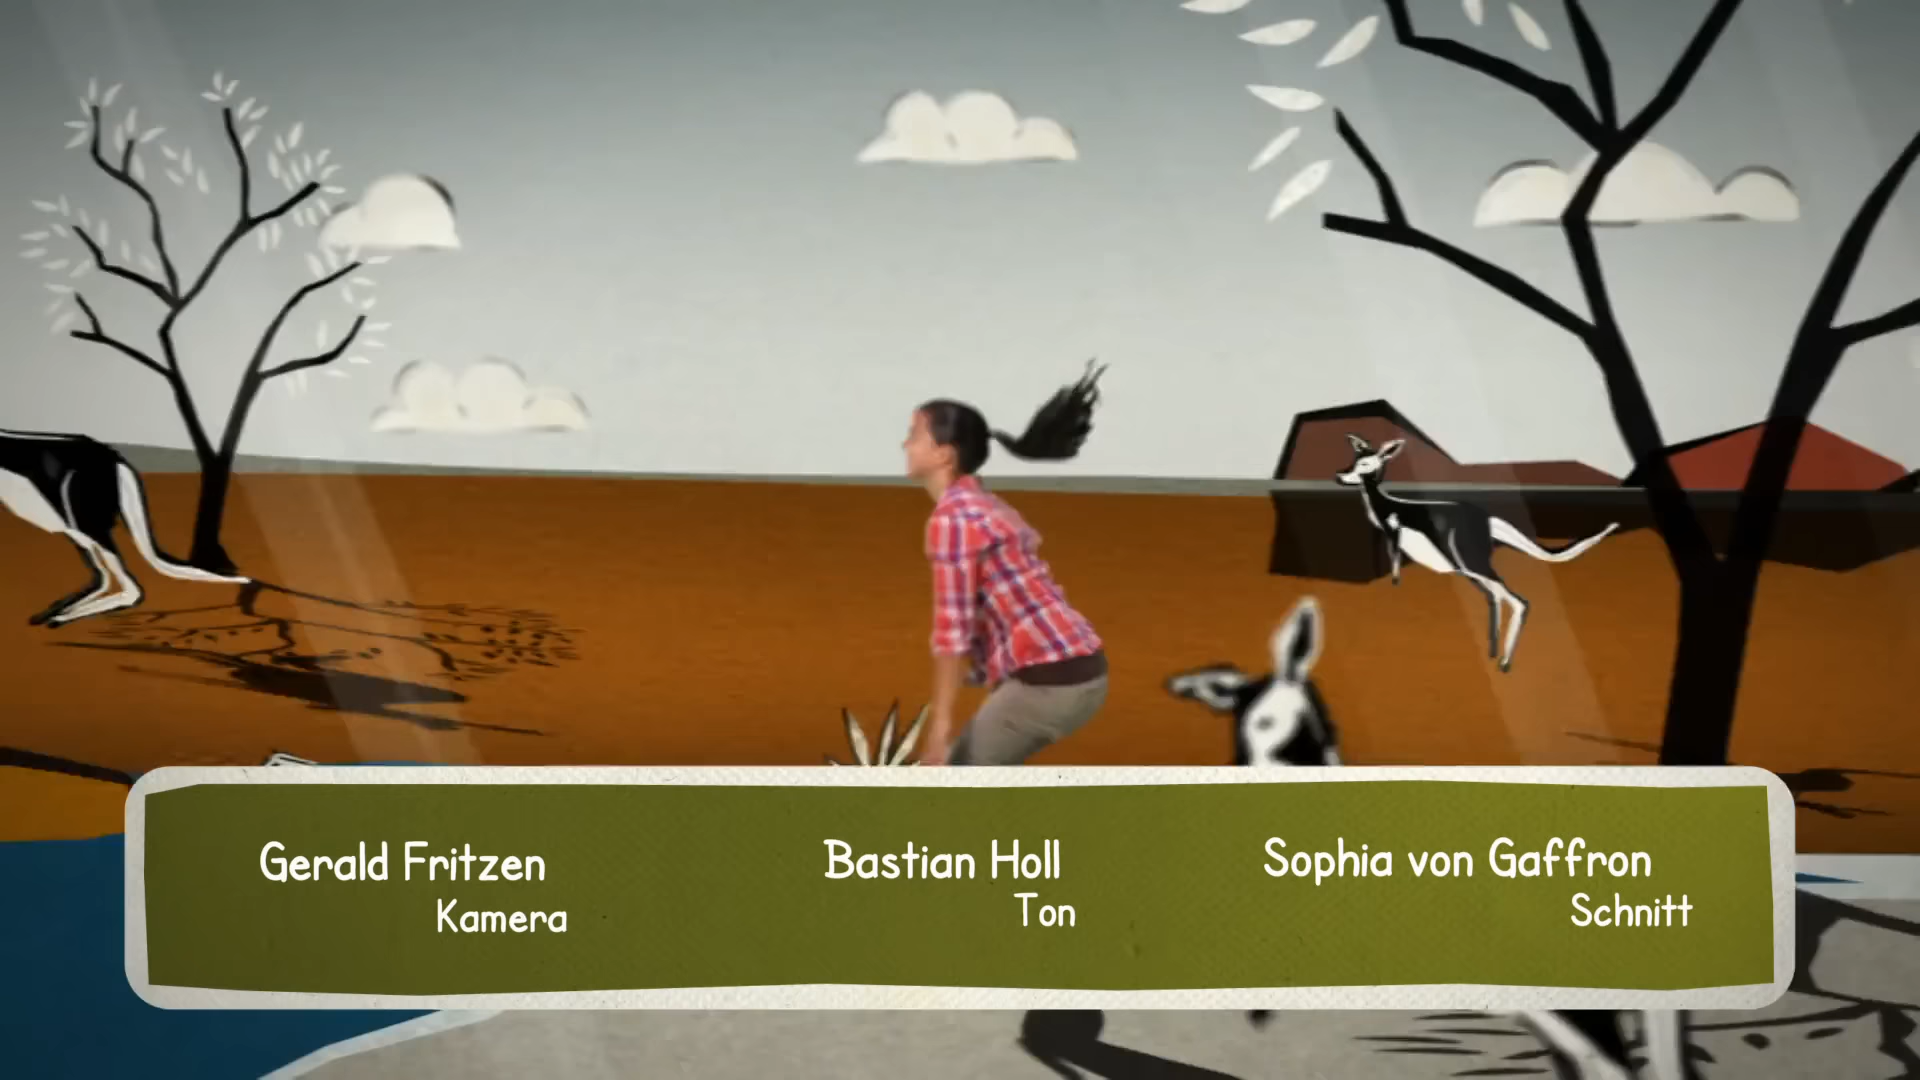 Gerald Fritzen
Kamera
Bastian Holl
Ton
Sophia von Gaffron
Schnitt